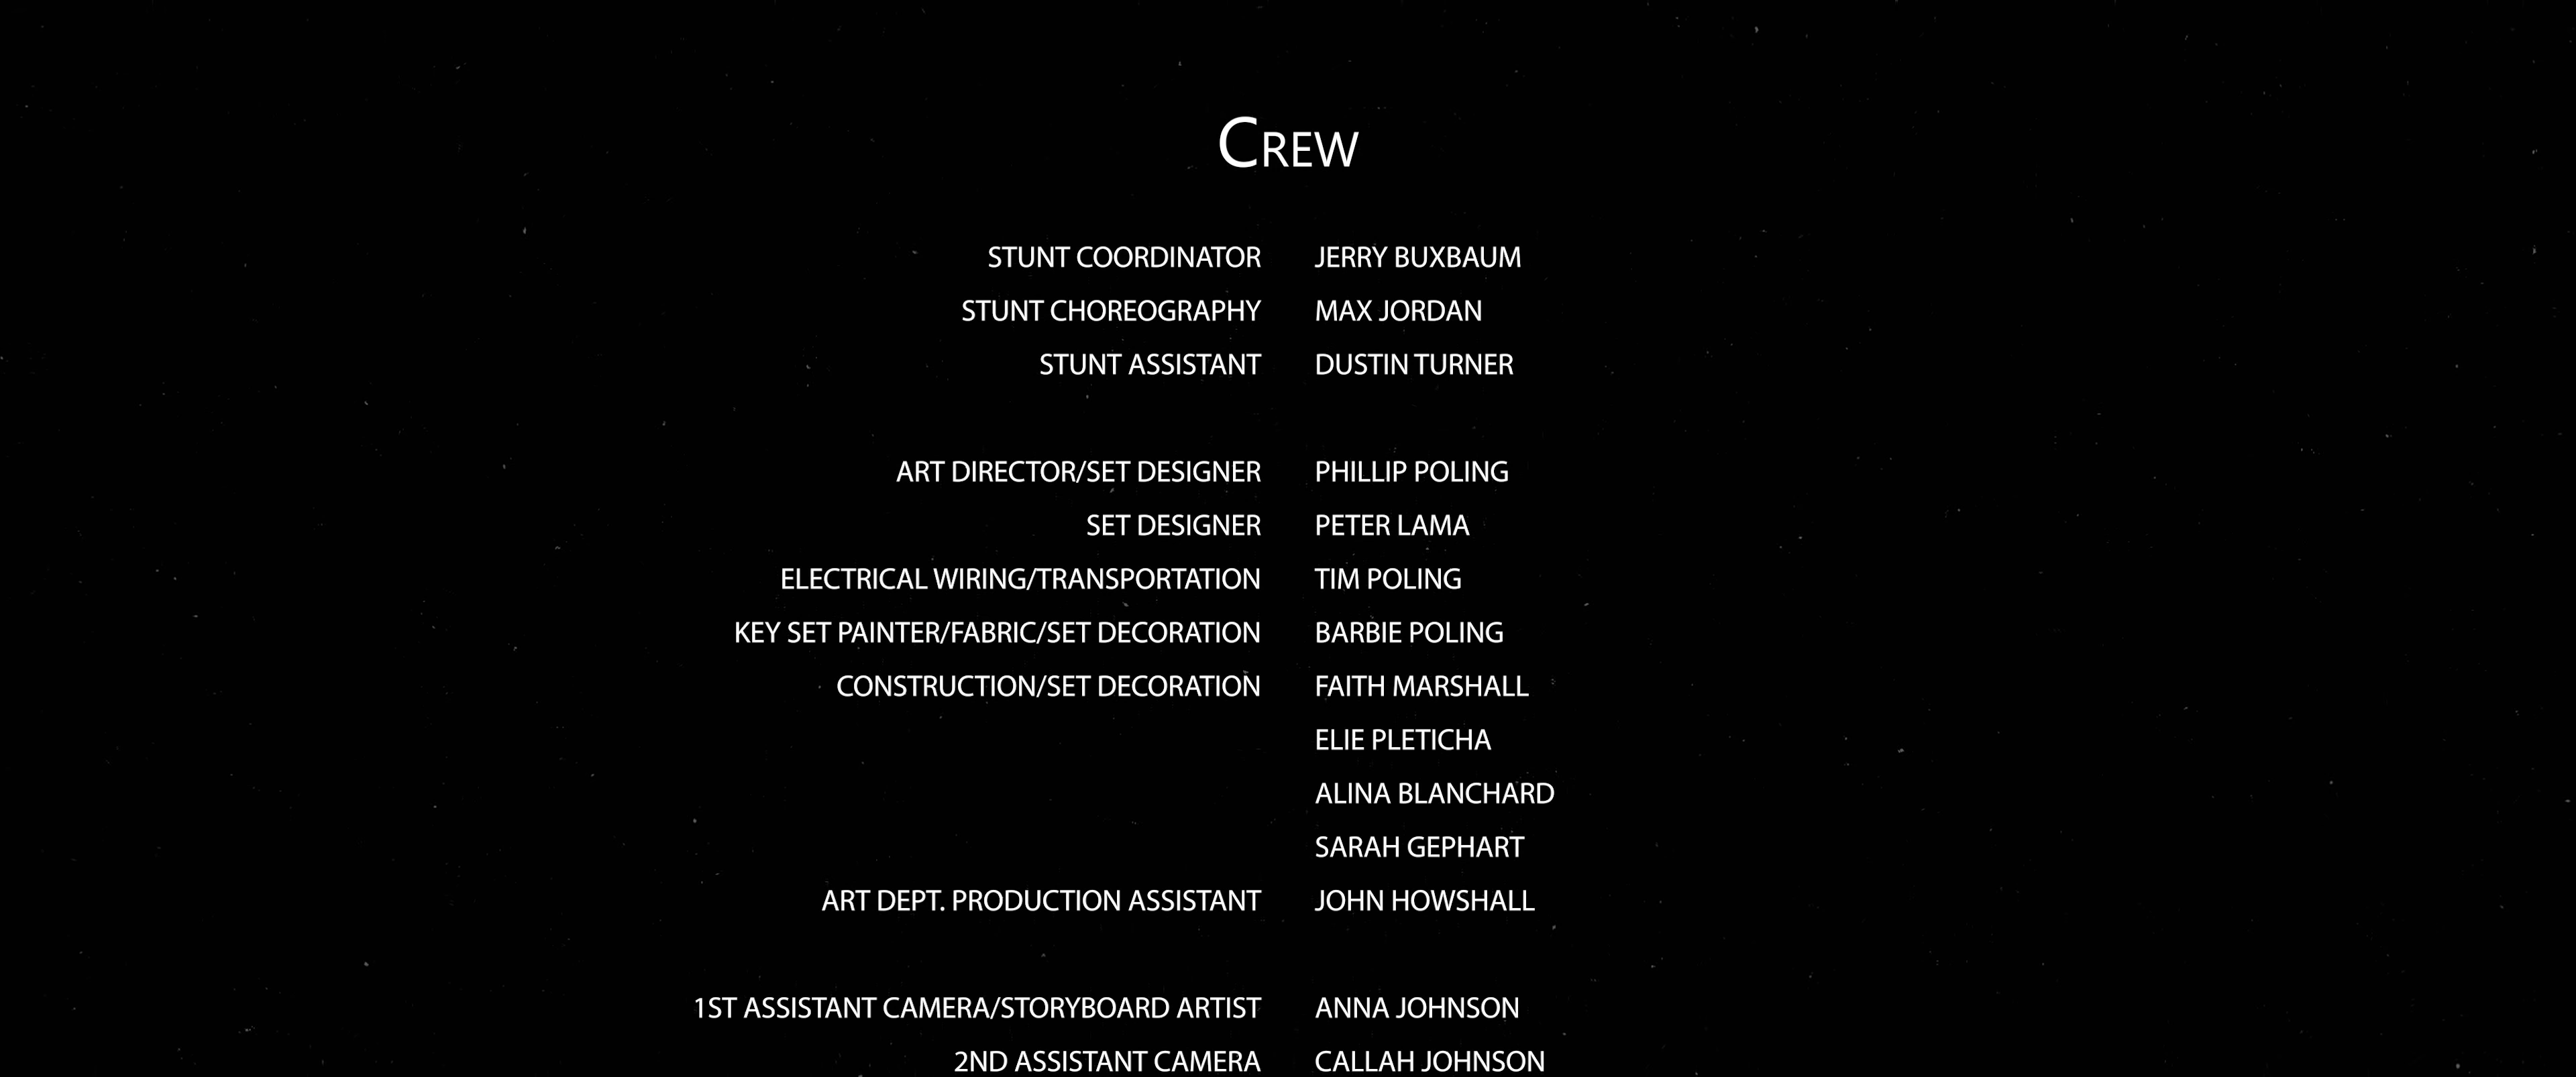 CREW
STUNT COORDINATOR JERRY BUXBAUM
STUNT CHOREOGRAPHY MAX JORDAN
STUNT ASSISTANT DUSTIN TURNER
ART DIRECTOR/SET DESIGNER PHILLIP POLING
SET DESIGNER PETER LAMA
ELECTRICAL WIRING/TRANSPORTATION TIM POLING
KEY SET PAINTER/FABRIC/SET DECORATION BARBIE POLING
CONSTRUCTION/SET DECORATION FAITH MARSHALL
ELIE PLETICHA
ALINA BLANCHARD
SARAH GEPHART
ART DEPT. PRODUCTION ASSISTANT JOHN HOWSHALL
1ST ASSISTANT CAMERA/STORYBOARD ARTIST ANNA JOHNSON
2ND ASSISTANT CAMERA CALLAH JOHNSON